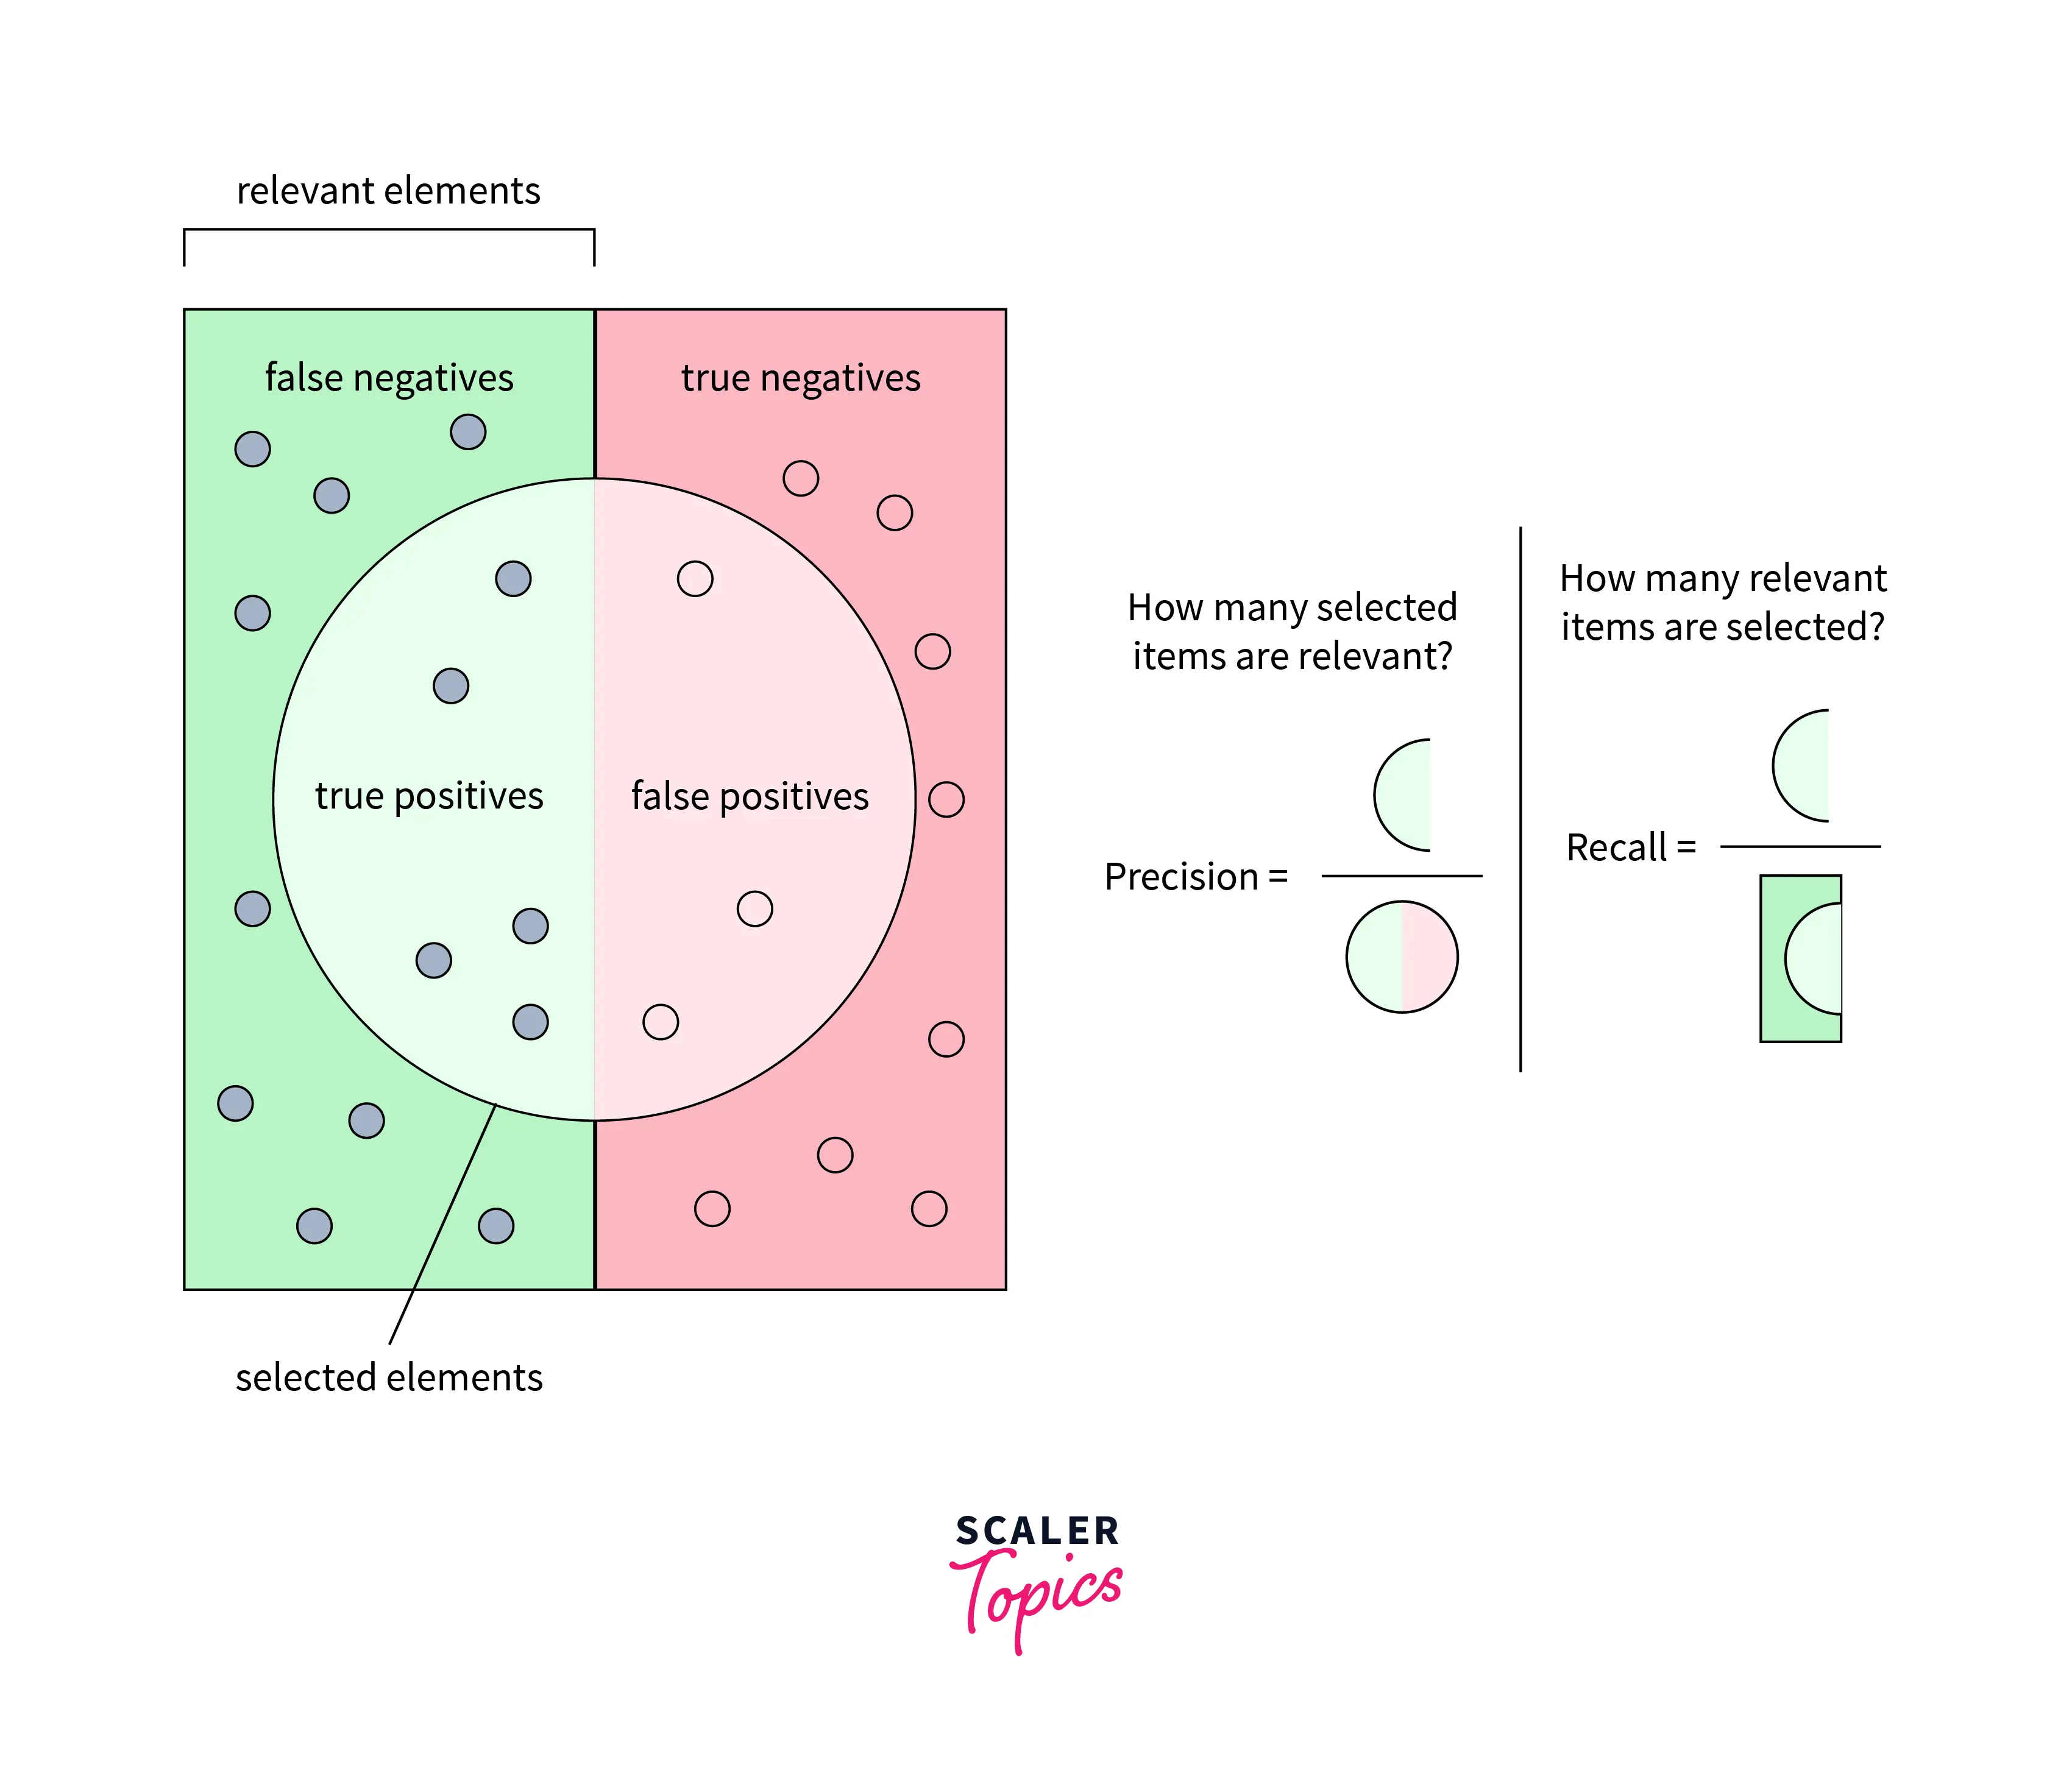 relevant elements
false negatives
true negatives
true positives
false positives
selected elements
How many selected
items are relevant?
Precision =
How many relevant
items are selected?
Recall =
SCALER
Topics